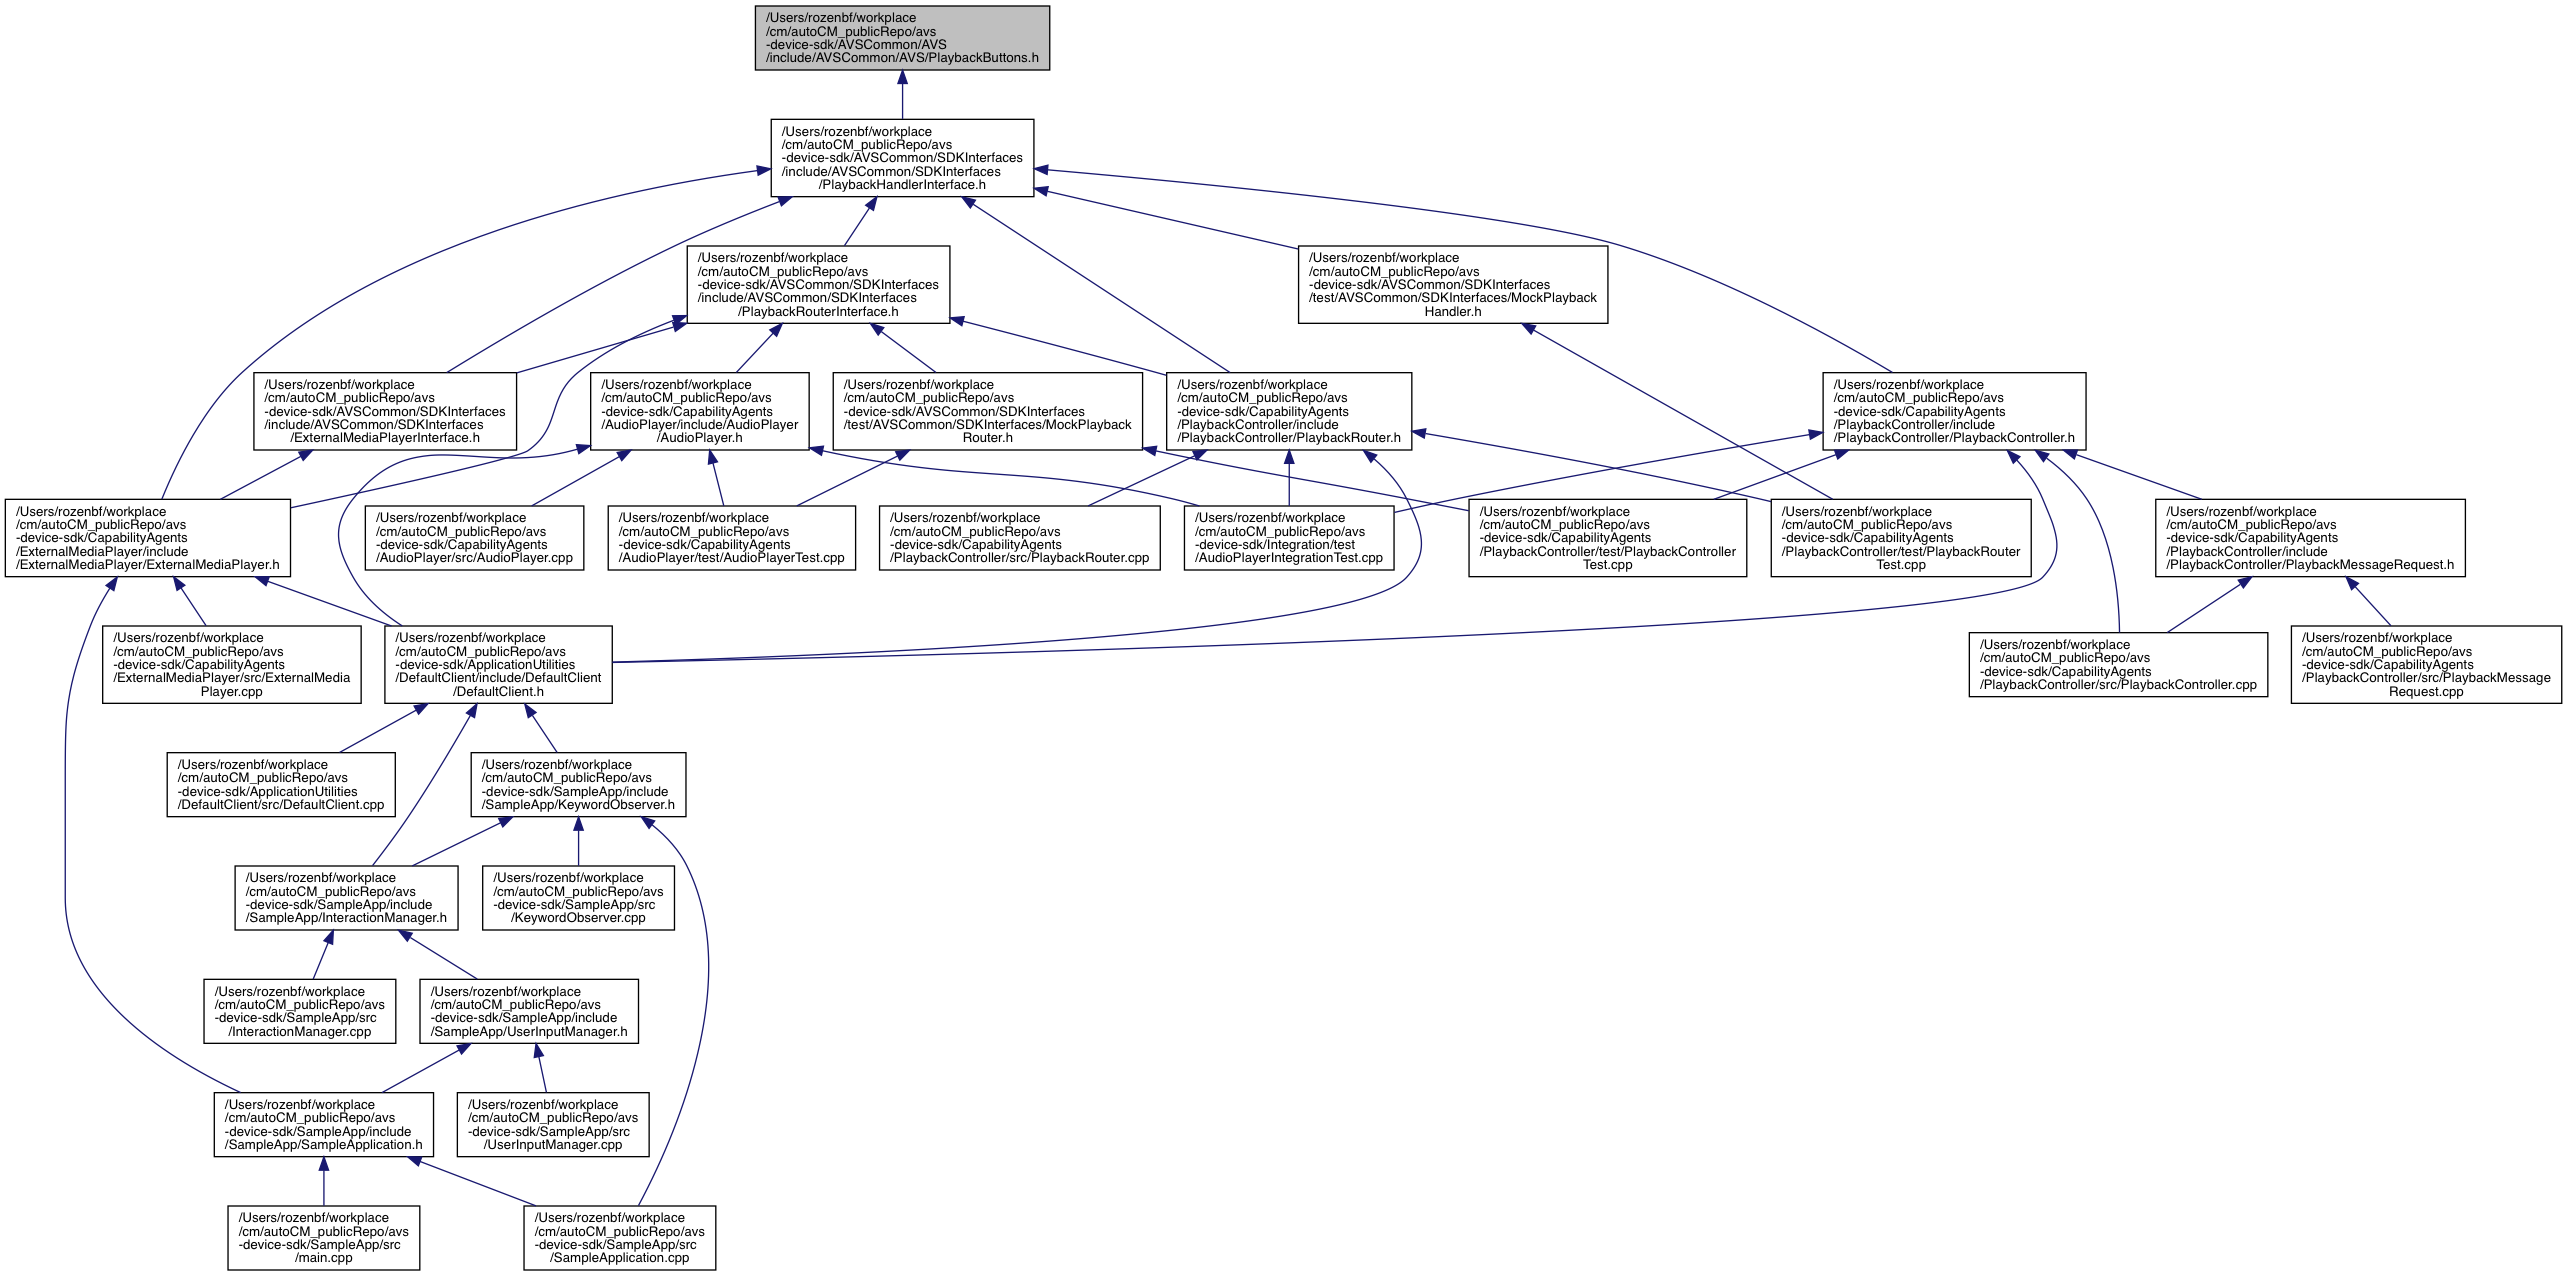 /Users/rozenbf/workplace
/cm/autoCM_publicRepo/avs
-device-sdk/AVSCommon/AVS
/include/AVSCommon/AVS/PlaybackButtons.h
/Users/rozenbf/workplace
/cm/autoCM_publicRepo/avs
-device-sdk/AVSCommon/SDKInterfaces
/include/AVSCommon/SDKInterfaces
/PlaybackHandlerInterface.h
/Users/rozenbf/workplace
/cm/autoCM_publicRepo/avs
-device-sdk/AVSCommon/SDKInterfaces
/include/AVSCommon/SDKInterfaces
/PlaybackRouterInterface.h
/Users/rozenbf/workplace
/cm/autoCM_publicRepo/avs
-device-sdk/AVSCommon/SDKInterfaces
/test/AVSCommon/SDKInterfaces/MockPlayback
Handler.h
/Users/rozenbf/workplace
/cm/autoCM_publicRepo/avs
-device-sdk/AVSCommon/SDKInterfaces
/include/AVSCommon/SDKInterfaces
/ExternalMediaPlayerInterface.h
/Users/rozenbf/workplace
/cm/autoCM_publicRepo/avs
-device-sdk/CapabilityAgents
/AudioPlayer/include/AudioPlayer
/AudioPlayer.h
/Users/rozenbf/workplace
/cm/autoCM_publicRepo/avs
-device-sdk/AVSCommon/SDKInterfaces
/test/AVSCommon/SDKInterfaces/MockPlayback
Router.h
/Users/rozenbf/workplace
/cm/autoCM_publicRepo/avs
-device-sdk/CapabilityAgents
/PlaybackController/include
/PlaybackController/PlaybackRouter.h
/Users/rozenbf/workplace
/cm/autoCM_publicRepo/avs
-device-sdk/CapabilityAgents
/PlaybackController/include
/PlaybackController/PlaybackController.h
/Users/rozenbf/workplace
/cm/autoCM_publicRepo/avs
-device-sdk/CapabilityAgents
/ExternalMediaPlayer/include
/ExternalMediaPlayer/ExternalMediaPlayer.h
/Users/rozenbf/workplace
/cm/autoCM_publicRepo/avs
-device-sdk/CapabilityAgents
/AudioPlayer/src/AudioPlayer.cpp
/Users/rozenbf/workplace
/cm/autoCM_publicRepo/avs
-device-sdk/CapabilityAgents
/AudioPlayer/test/AudioPlayerTest.cpp
/Users/rozenbf/workplace
/cm/autoCM_publicRepo/avs
-device-sdk/CapabilityAgents
/PlaybackController/src/PlaybackRouter.cpp
/Users/rozenbf/workplace
/cm/autoCM_publicRepo/avs
-device-sdk/Integration/test
/AudioPlayerIntegrationTest.cpp
/Users/rozenbf/workplace
/cm/autoCM_publicRepo/avs
-device-sdk/CapabilityAgents
/PlaybackController/test/PlaybackController
Test.cpp
/Users/rozenbf/workplace
/cm/autoCM_publicRepo/avs
-device-sdk/CapabilityAgents
/PlaybackController/test/PlaybackRouter
Test.cpp
/Users/rozenbf/workplace
/cm/autoCM_publicRepo/avs
-device-sdk/CapabilityAgents
/PlaybackController/include
/PlaybackController/PlaybackMessageRequest.h
/Users/rozenbf/workplace
/cm/autoCM_publicRepo/avs
-device-sdk/CapabilityAgents
/ExternalMediaPlayer/src/ExternalMedia
Player.cpp
/Users/rozenbf/workplace
/cm/autoCM_publicRepo/avs
-device-sdk/ApplicationUtilities
/DefaultClient/include/DefaultClient
/DefaultClient.h
/Users/rozenbf/workplace
/cm/autoCM_publicRepo/avs
-device-sdk/CapabilityAgents
/PlaybackController/src/PlaybackController.cpp
/Users/rozenbf/workplace
/cm/autoCM_publicRepo/avs
-device-sdk/CapabilityAgents
/PlaybackController/src/PlaybackMessage
Request.cpp
/Users/rozenbf/workplace
/cm/autoCM_publicRepo/avs
-device-sdk/ApplicationUtilities
/DefaultClient/src/DefaultClient.cpp
/Users/rozenbf/workplace
/cm/autoCM_publicRepo/avs
-device-sdk/SampleApp/include
/SampleApp/KeywordObserver.h
/Users/rozenbf/workplace
/cm/autoCM_publicRepo/avs
-device-sdk/SampleApp/include
/SampleApp/InteractionManager.h
/Users/rozenbf/workplace
/cm/autoCM_publicRepo/avs
-device-sdk/SampleApp/src
/KeywordObserver.cpp
/Users/rozenbf/workplace
/cm/autoCM_publicRepo/avs
-device-sdk/SampleApp/src
/InteractionManager.cpp
/Users/rozenbf/workplace
/cm/autoCM_publicRepo/avs
-device-sdk/SampleApp/include
/SampleApp/UserInputManager.h
/Users/rozenbf/workplace
/cm/autoCM_publicRepo/avs
-device-sdk/SampleApp/include
/SampleApp/SampleApplication.h
/Users/rozenbf/workplace
/cm/autoCM_publicRepo/avs
-device-sdk/SampleApp/src
/UserInputManager.cpp
/Users/rozenbf/workplace
/cm/autoCM_publicRepo/avs
-device-sdk/SampleApp/src
/main.cpp
/Users/rozenbf/workplace
/cm/autoCM_publicRepo/avs
-device-sdk/SampleApp/src
/SampleApplication.cpp